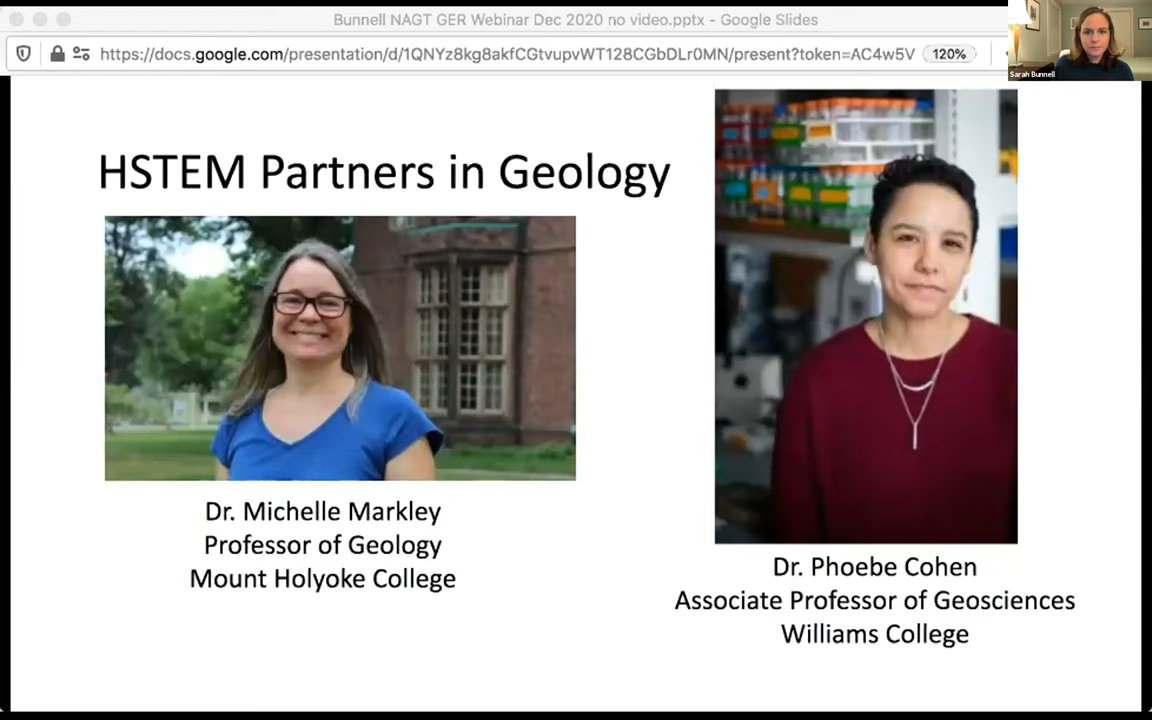 Bunnell NAGT GER Webinar Dec 2020 no video.pptx - Google Slides
https://docs.google.com/presentation/d/1QNYz8kg8akfCGtvupvWT128CGbDLr0MN/present?token=AC4w5V
120%
Sarah Bunnell
HSTEM Partners in Geology
Dr. Michelle Markley
Professor of Geology
Mount Holyoke College
Dr. Phoebe Cohen
Associate Professor of Geosciences
Williams College